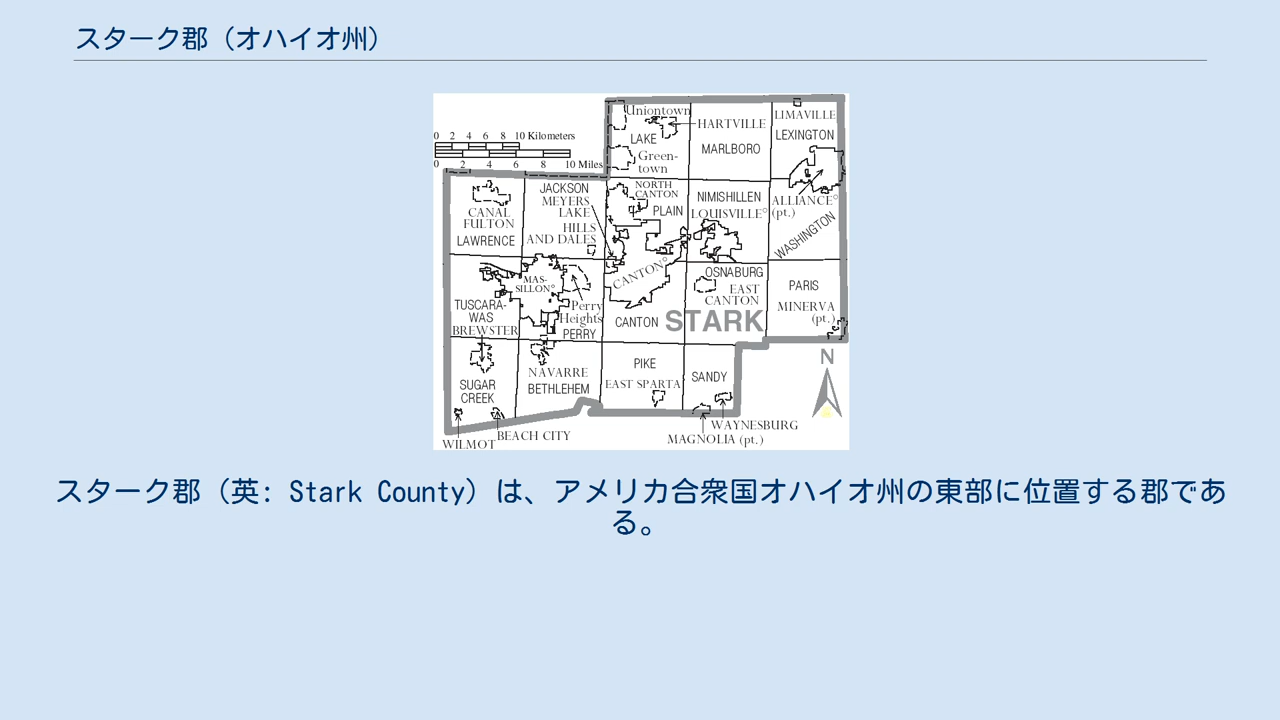 スターク郡（オハイオ州）
Uniontown
HARTVILLE
LIMAVILLE
LAKE
LEXINGTON
MARLBORO
Green-
town
0 2 4 6 8 10 Kilometers
0 2 4 6 8 10 Miles
JACKSON
MEYERS
LAKE
HILLS
AND DALES
NORTH
CANTON
PLAIN
NIMISHILLEN
LOUISVILLE°
ALLIANCE°
(pt.)
WASHINGTON
CANAL
FULTON
LAWRENCE
MAS-
SILLON°
CANTON°
OSNABURG
EAST
CANTON
PARIS
MINERVA
(pt.)
TUSCARA-
WAS
BREWSTER
Perry
Heights
PERRY
CANTON
STARK
N
SUGAR
CREEK
NAVARRE
BETHLEHEM
PIKE
EAST SPARTA
SANDY
WILMOT
BEACH CITY
WAYNESBURG
MAGNOLIA (pt.)
スターク郡（英: Stark County）は、アメリカ合衆国オハイオ州の東部に位置する郡であ
る。